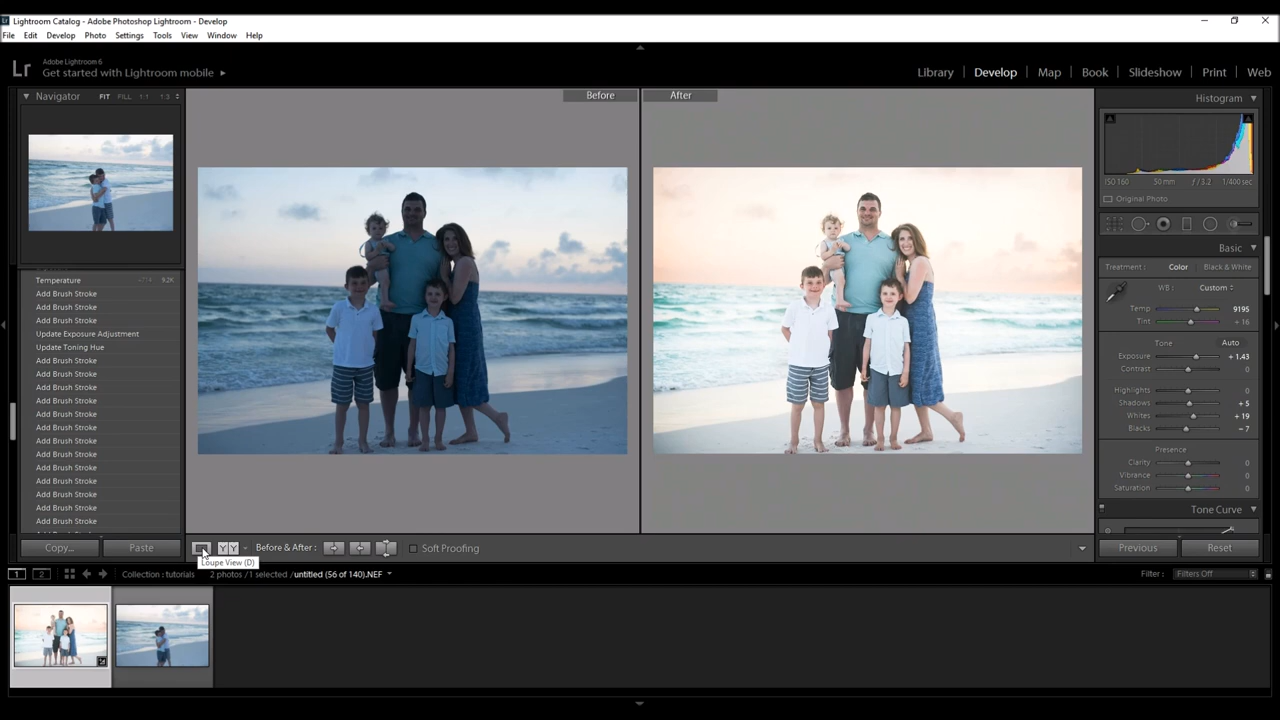 Lightroom Catalog - Adobe Photoshop Lightroom - Develop
File Edit Develop Photo Settings Tools View Window Help
Lr
Adobe Lightroom 6
Get started with Lightroom mobile
Library | Develop | Map | Book | Slideshow | Print | Web
Navigator FIT FILL 1:1 1:3
Before
After
Histogram
ISO 160 50 mm ƒ / 3.2 1/400 sec
Original Photo
Basic
Treatment : Color | Black & White
WB : Custom
Temp 9195
Tint + 16
Tone Auto
Exposure + 1.43
Contrast 0
Highlights 0
Shadows + 5
Whites + 19
Blacks – 7
Presence
Clarity 0
Vibrance 0
Saturation 0
Tone Curve
Temperature
Add Brush Stroke
Add Brush Stroke
Add Brush Stroke
Update Exposure Adjustment
Update Toning Hue
Add Brush Stroke
Add Brush Stroke
Add Brush Stroke
Add Brush Stroke
Add Brush Stroke
Add Brush Stroke
Add Brush Stroke
Add Brush Stroke
Add Brush Stroke
Add Brush Stroke
Add Brush Stroke
Add Brush Stroke
Add Brush Stroke
Copy... Paste
YY Before & After : Soft Proofing
Loupe View (D)
Previous Reset
1 2 Collection : tutorials 2 photos / 1 selected / untitled (56 of 140).NEF Filter : Filters Off